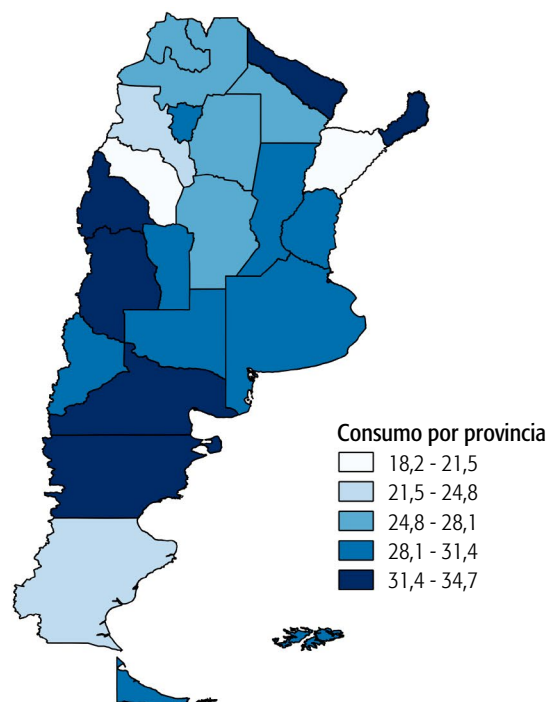 Consumo por provincia
18,2 - 21,5
21,5 - 24,8
24,8 - 28,1
28,1 - 31,4
31,4 - 34,7